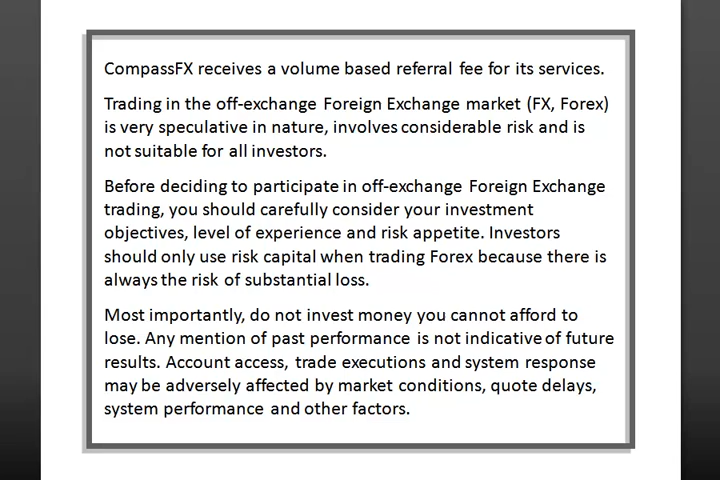 CompassFX receives a volume based referral fee for its services.
Trading in the off-exchange Foreign Exchange market (FX, Forex)
is very speculative in nature, involves considerable risk and is
not suitable for all investors.
Before deciding to participate in off-exchange Foreign Exchange
trading, you should carefully consider your investment
objectives, level of experience and risk appetite. Investors
should only use risk capital when trading Forex because there is
always the risk of substantial loss.
Most importantly, do not invest money you cannot afford to
lose. Any mention of past performance is not indicative of future
results. Account access, trade executions and system response
may be adversely affected by market conditions, quote delays,
system performance and other factors.